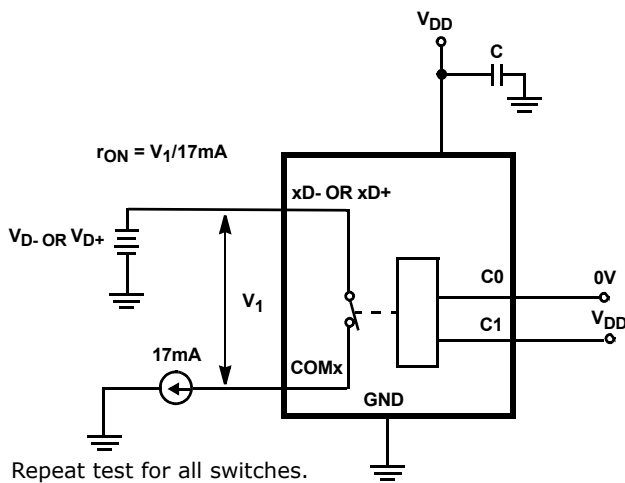 VDD
C
rON = V1/17mA
xD- OR xD+
VD- OR VD+
C0
0V
V1
VDD
C1
17mA
COMx
GND
Repeat test for all switches.